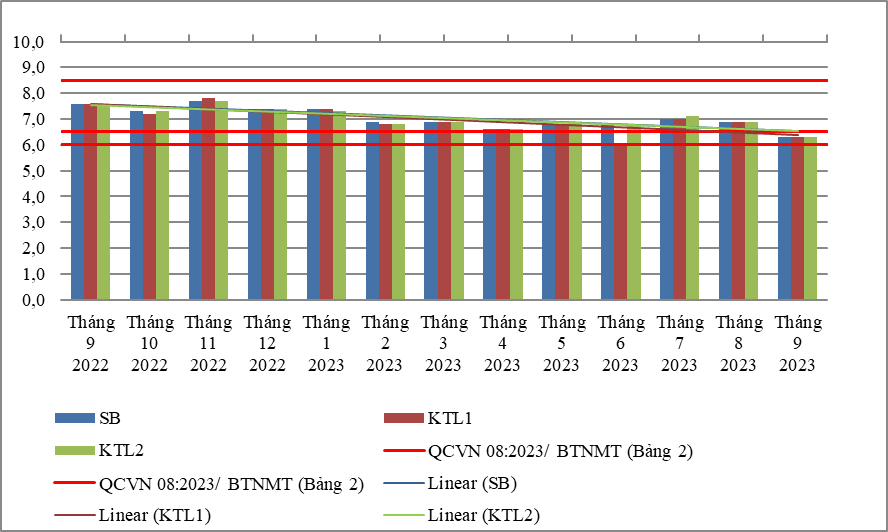 10,0
9,0
8,0
7,0
6,0
5,0
4,0
3,0
2,0
1,0
0,0
Tháng Tháng Tháng Tháng Tháng Tháng Tháng Tháng Tháng Tháng Tháng Tháng Tháng
9 10 11 12 1 2 3 4 5 6 7 8 9
2022 2022 2022 2022 2023 2023 2023 2023 2023 2023 2023 2023 2023
SB KTL1
KTL2 QCVN 08:2023/ BTNMT (Bảng 2)
QCVN 08:2023/ BTNMT (Bảng 2) Linear (SB)
Linear (KTL1) Linear (KTL2)